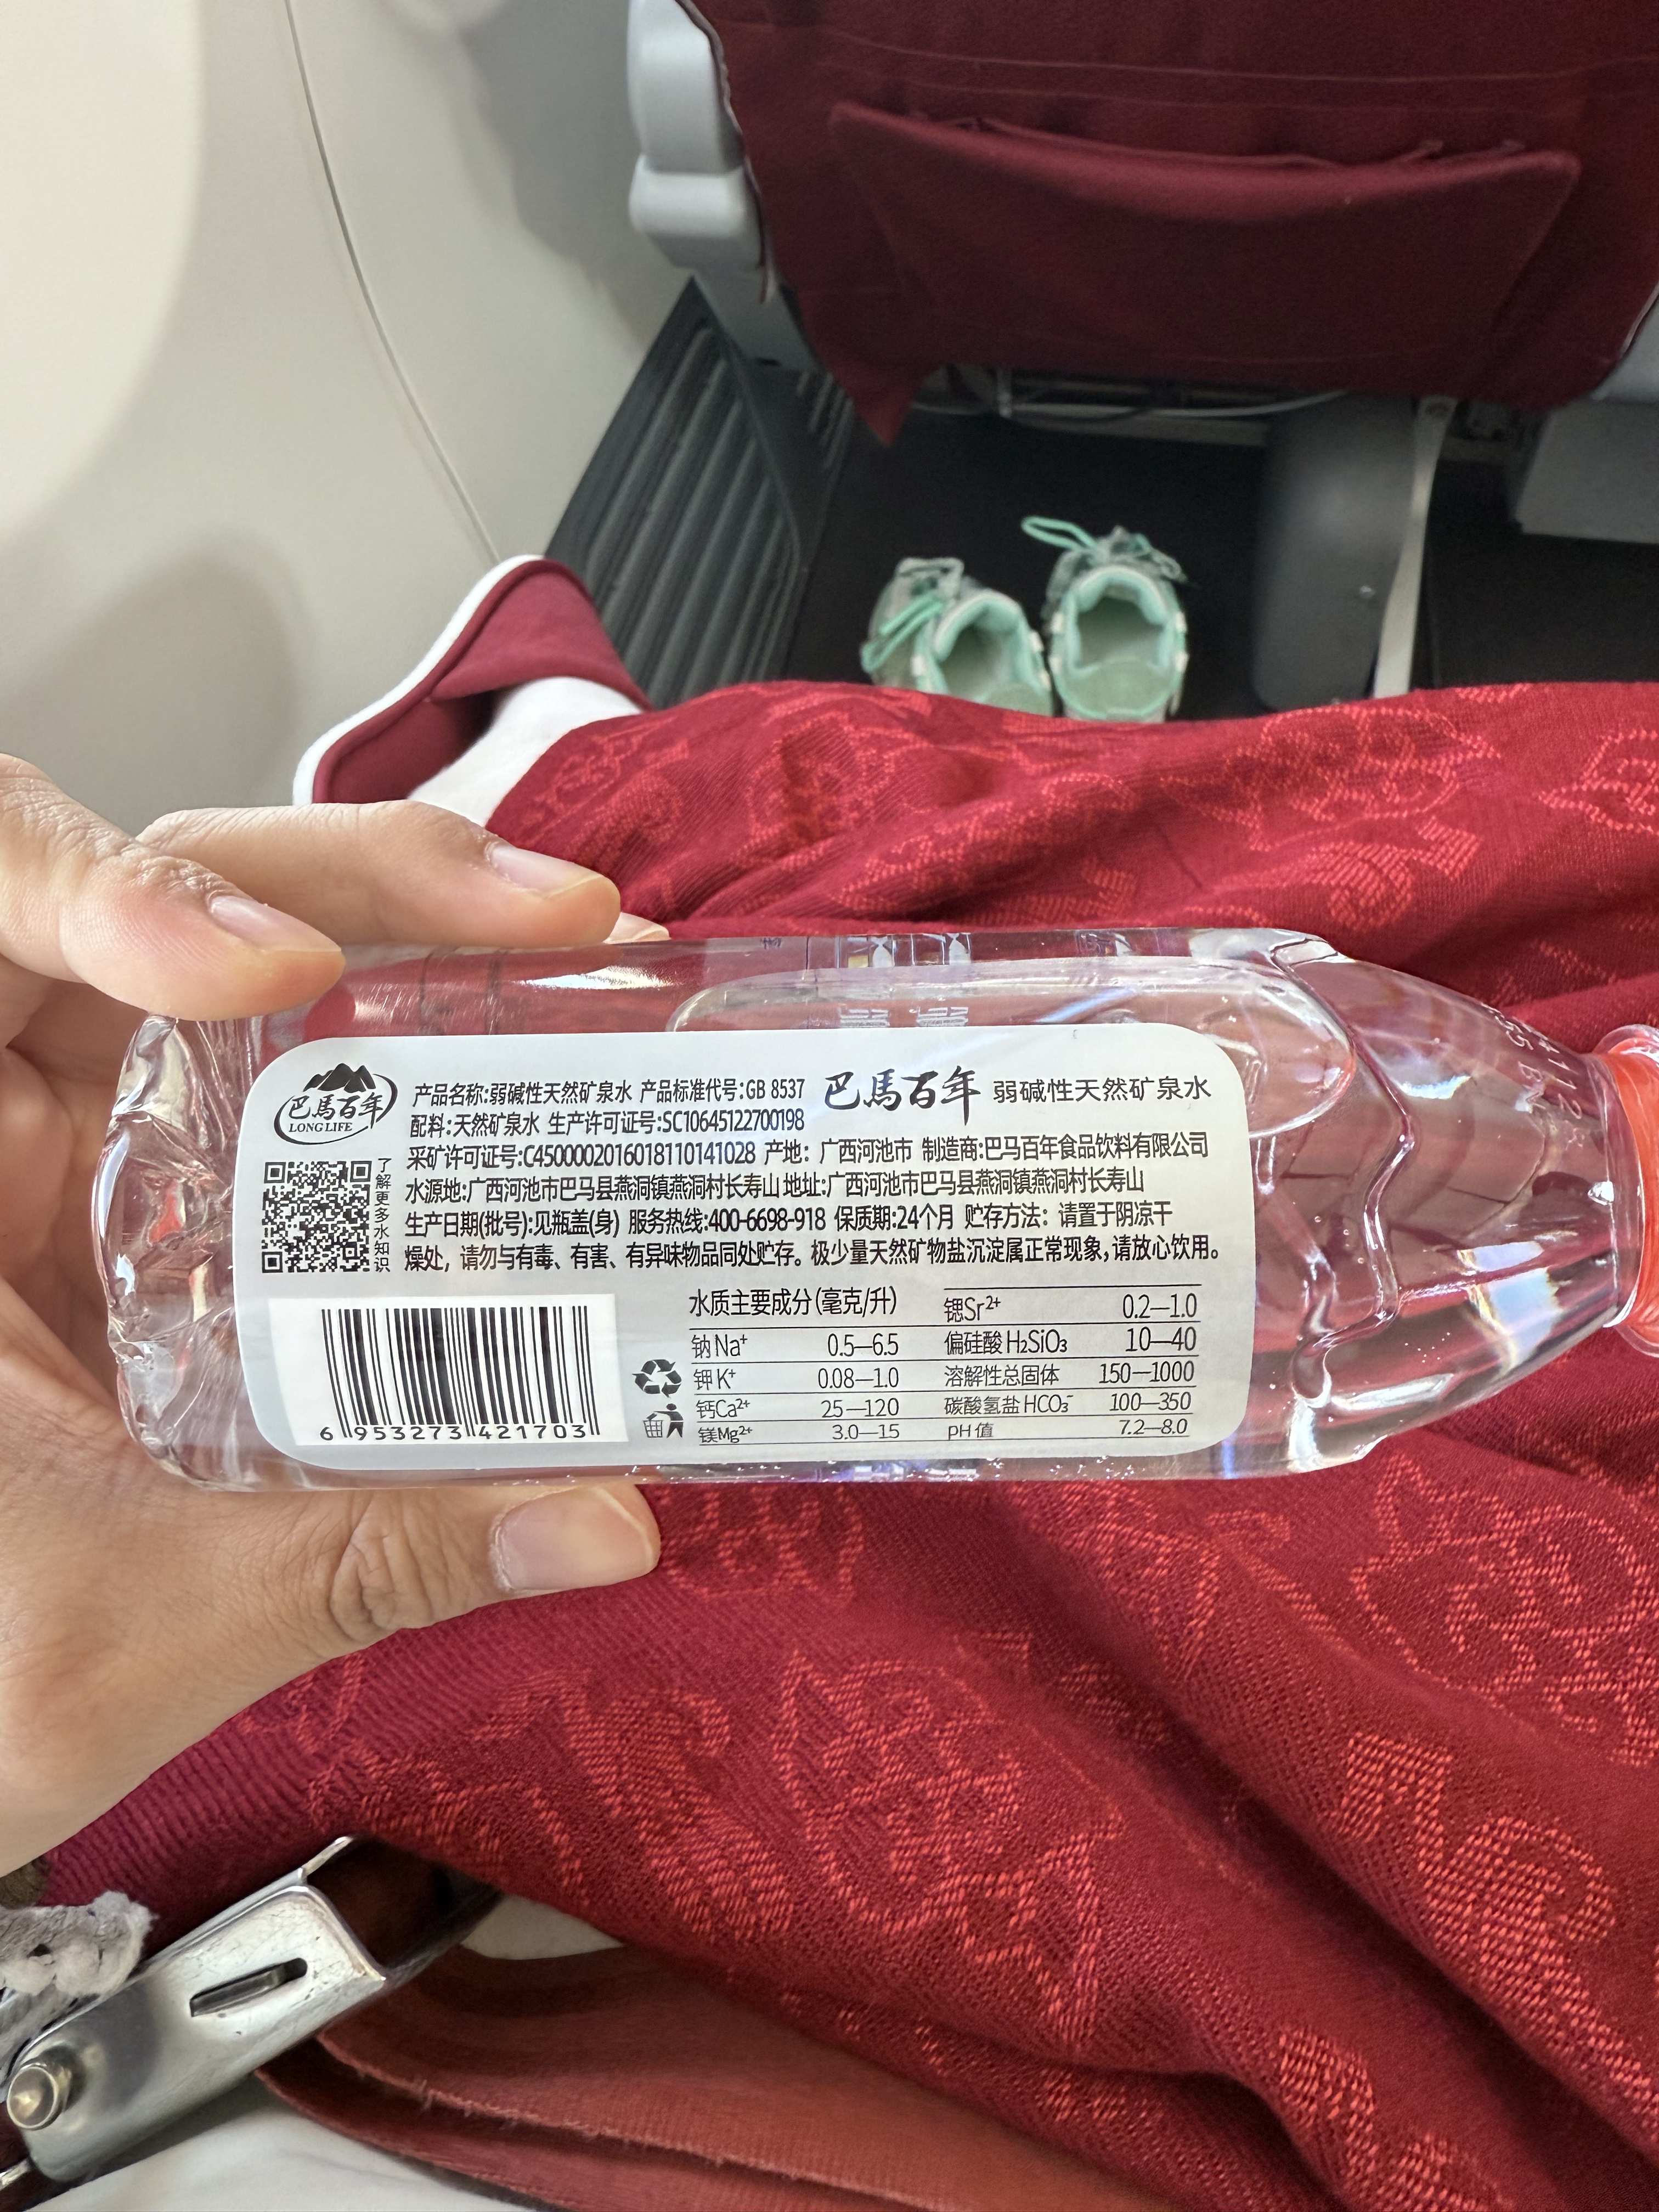 巴馬百年
LONG LIFE
了解更多水知识
产品名称:弱碱性天然矿泉水 产品标准代号:GB 8537
巴馬百年 弱碱性天然矿泉水
配料:天然矿泉水 生产许可证号:SC10645122700198
采矿许可证号:C4500002016018110141028 产地：广西河池市 制造商:巴马百年食品饮料有限公司
水源地:广西河池市巴马县燕洞镇燕洞村长寿山 地址:广西河池市巴马县燕洞镇燕洞村长寿山
生产日期(批号):见瓶盖(身) 服务热线:400-6698-918 保质期:24个月 贮存方法：请置于阴凉干
燥处，请勿与有毒、有害、有异味物品同处贮存。极少量天然矿物盐沉淀属正常现象,请放心饮用。
水质主要成分(毫克/升)
钠Na⁺ 0.5—6.5
钾K⁺ 0.08—1.0
钙Ca²⁺ 25—120
镁Mg²⁺ 3.0—15
锶Sr²⁺ 0.2—1.0
偏硅酸H₂SiO₃ 10—40
溶解性总固体 150—1000
碳酸氢盐HCO₃⁻ 100—350
pH值 7.2—8.0
6 953273 421703